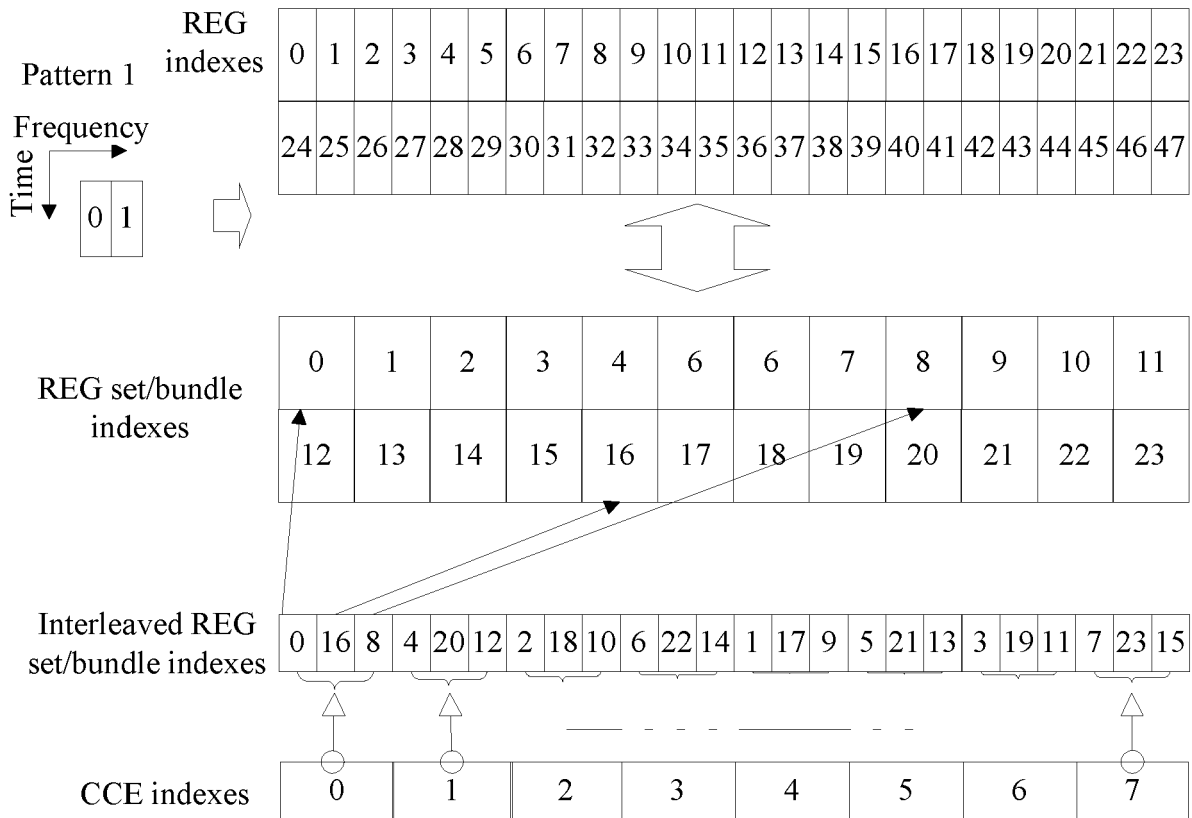 REG
indexes
0 1 2 3 4 5 6 7 8 9 10 11 12 13 14 15 16 17 18 19 20 21 22 23
Pattern 1
Frequency
Time
24 25 26 27 28 29 30 31 32 33 34 35 36 37 38 39 40 41 42 43 44 45 46 47
0 1
REG set/bundle
indexes
0 1 2 3 4 6 6 7 8 9 10 11
12 13 14 15 16 17 18 19 20 21 22 23
Interleaved REG
set/bundle indexes
0 16 8 4 20 12 2 18 10 6 22 14 1 17 9 5 21 13 3 19 11 7 23 15
CCE indexes
0 1 2 3 4 5 6 7